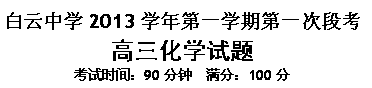 白云中学 2013 学年第一学期第一次段考
高三化学试题
考试时间：90 分钟　满分：100 分